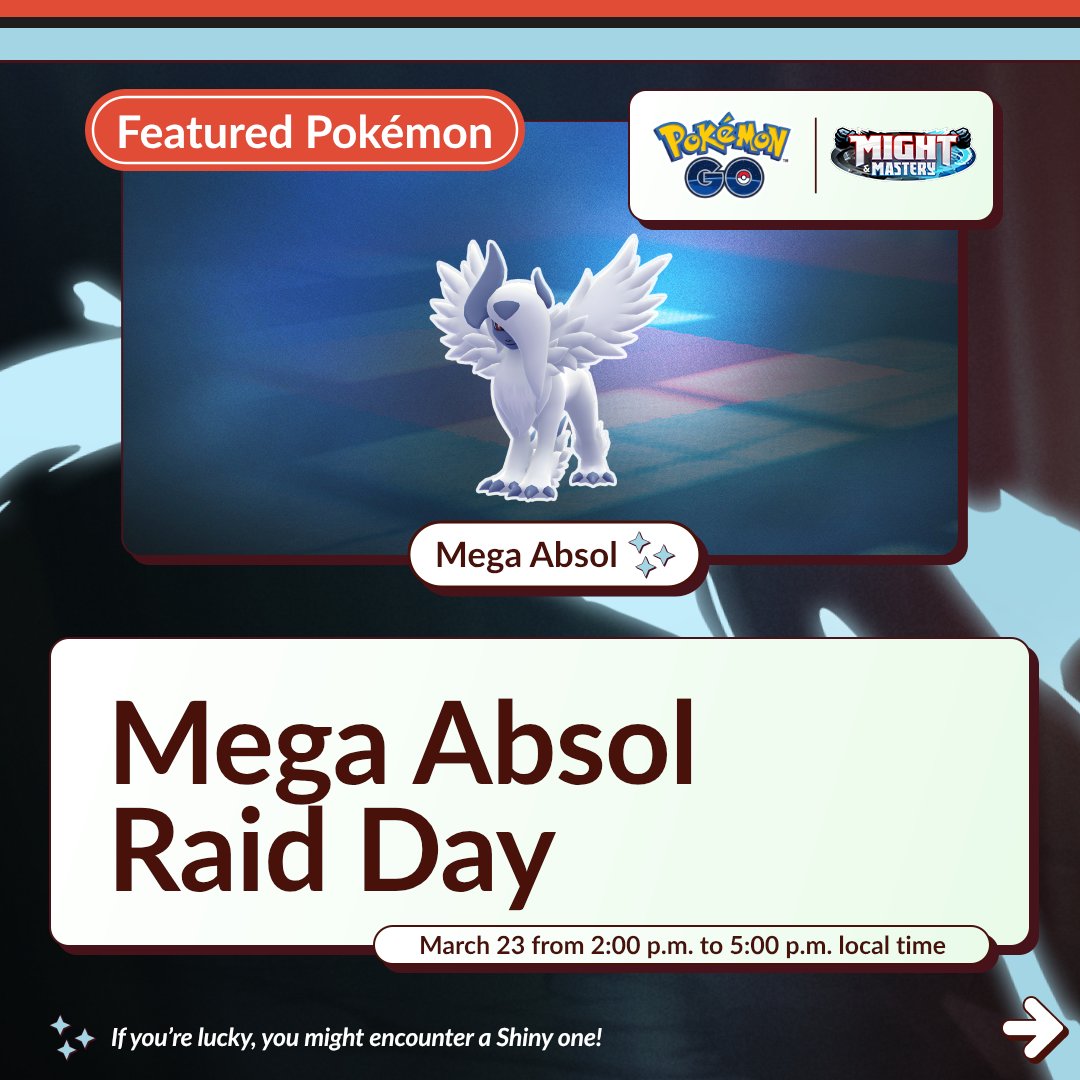 Featured Pokémon
POKÉMON
GO
MIGHT
& MASTERY
Mega Absol
Mega Absol
Raid Day
March 23 from 2:00 p.m. to 5:00 p.m. local time
If you're lucky, you might encounter a Shiny one!